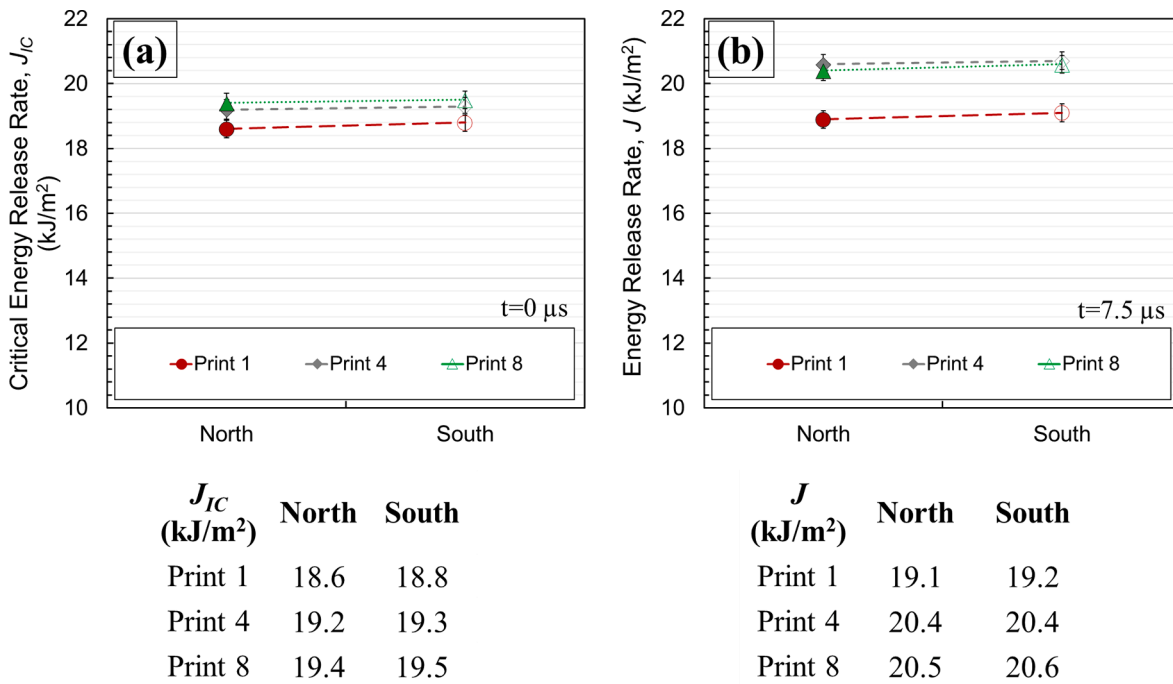 (a)
Critical Energy Release Rate, J_IC
(kJ/m²)
22
20
18
16
14
12
10
t=0 µs
Print 1 Print 4 Print 8
North South
(b)
Energy Release Rate, J (kJ/m²)
22
20
18
16
14
12
10
t=7.5 µs
Print 1 Print 4 Print 8
North South
J_IC
(kJ/m²) North South
Print 1 18.6 18.8
Print 4 19.2 19.3
Print 8 19.4 19.5
J
(kJ/m²) North South
Print 1 19.1 19.2
Print 4 20.4 20.4
Print 8 20.5 20.6